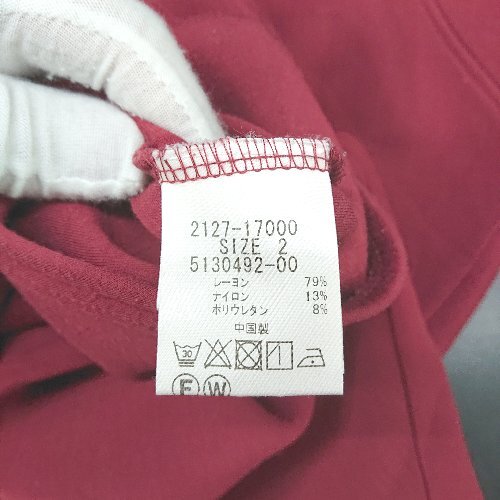 2127-17000
SIZE 2
5130492-00
レーヨン 79%
ナイロン 13%
ポリウレタン 8%
中国製
30
F W